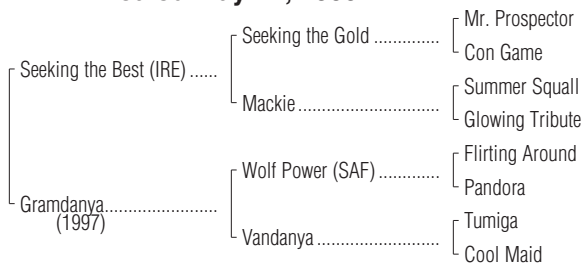 Mr. Prospector
Seeking the Gold ..............
Con Game
Seeking the Best (IRE) ......
Summer Squall
Mackie..............................
Glowing Tribute
Flirting Around
Wolf Power (SAF) .............
Pandora
Gramdanya........................
(1997)
Tumiga
Vandanya ..........................
Cool Maid